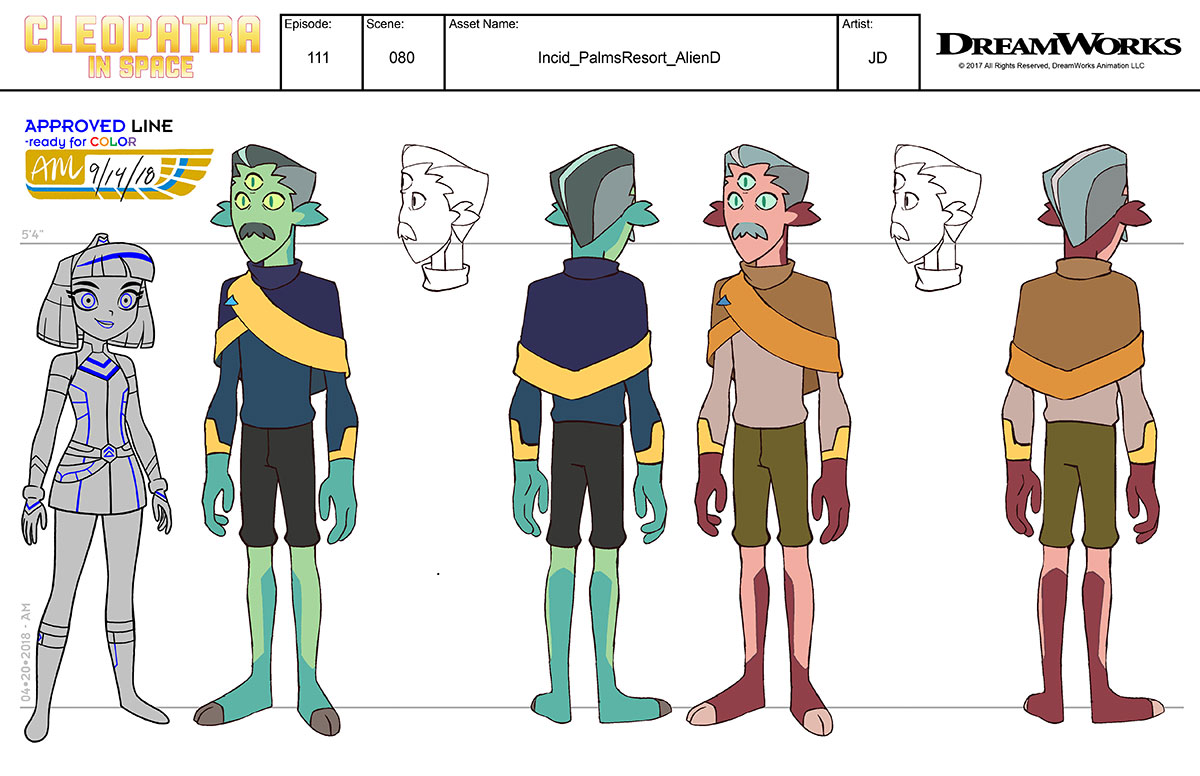 CLEOPATRA
IN SPACE
Episode:
111
Scene:
080
Asset Name:
Incid_PalmsResort_AlienD
Artist:
JD
DREAMWORKS
© 2017 All Rights Reserved, DreamWorks Animation LLC
APPROVED LINE
-ready for COLOR
AM 9/14/18
5'4"
04•20•2018 - AM